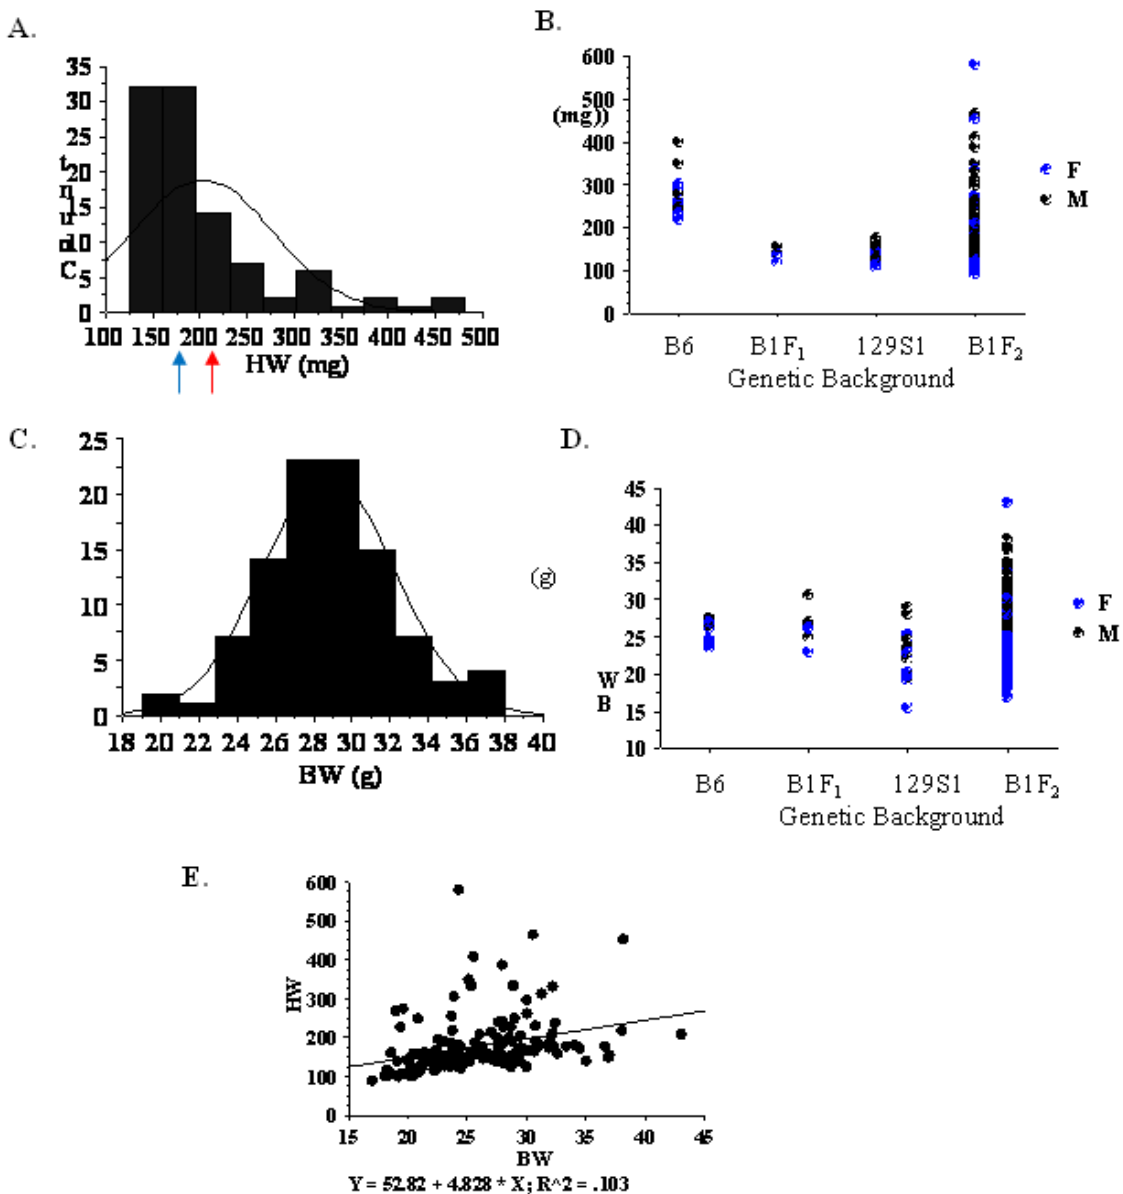 A.
35
30
25
20
15
10
5
0
Count
100 150 200 250 300 350 400 450 500
HW (mg)
B.
600
500
(mg))
400
300
200
100
0
F
M
B6 B1F₁ 129S1 B1F₂
Genetic Background
C.
25
20
15
10
5
0
18 20 22 24 26 28 30 32 34 36 38 40
BW (g)
D.
45
40
35
(g)
30
25
20
15
10
W
B
F
M
B6 B1F₁ 129S1 B1F₂
Genetic Background
E.
600
500
400
300
200
100
0
HW
15 20 25 30 35 40 45
BW
Y = 52.82 + 4.828 * X; R^2 = .103